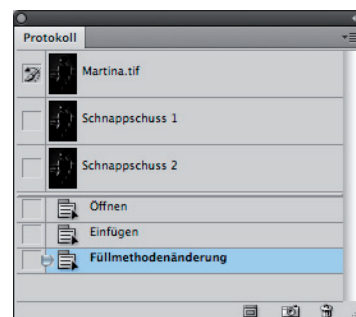 Protokoll
Martina.tif
Schnappschuss 1
Schnappschuss 2
Öffnen
Einfügen
Füllmethodenänderung